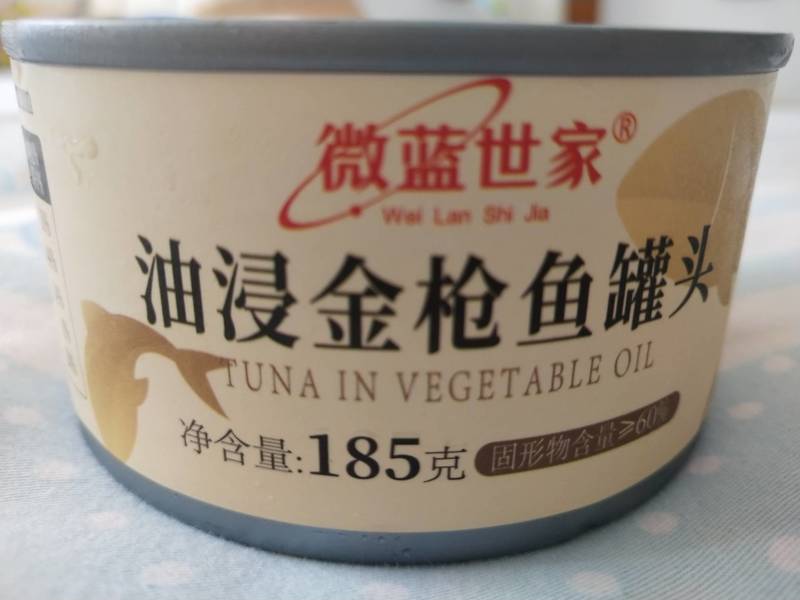 微蓝世家®
Wei Lan Shi Jia
油浸金枪鱼罐头
TUNA IN VEGETABLE OIL
净含量:185克
固形物含量≥60%